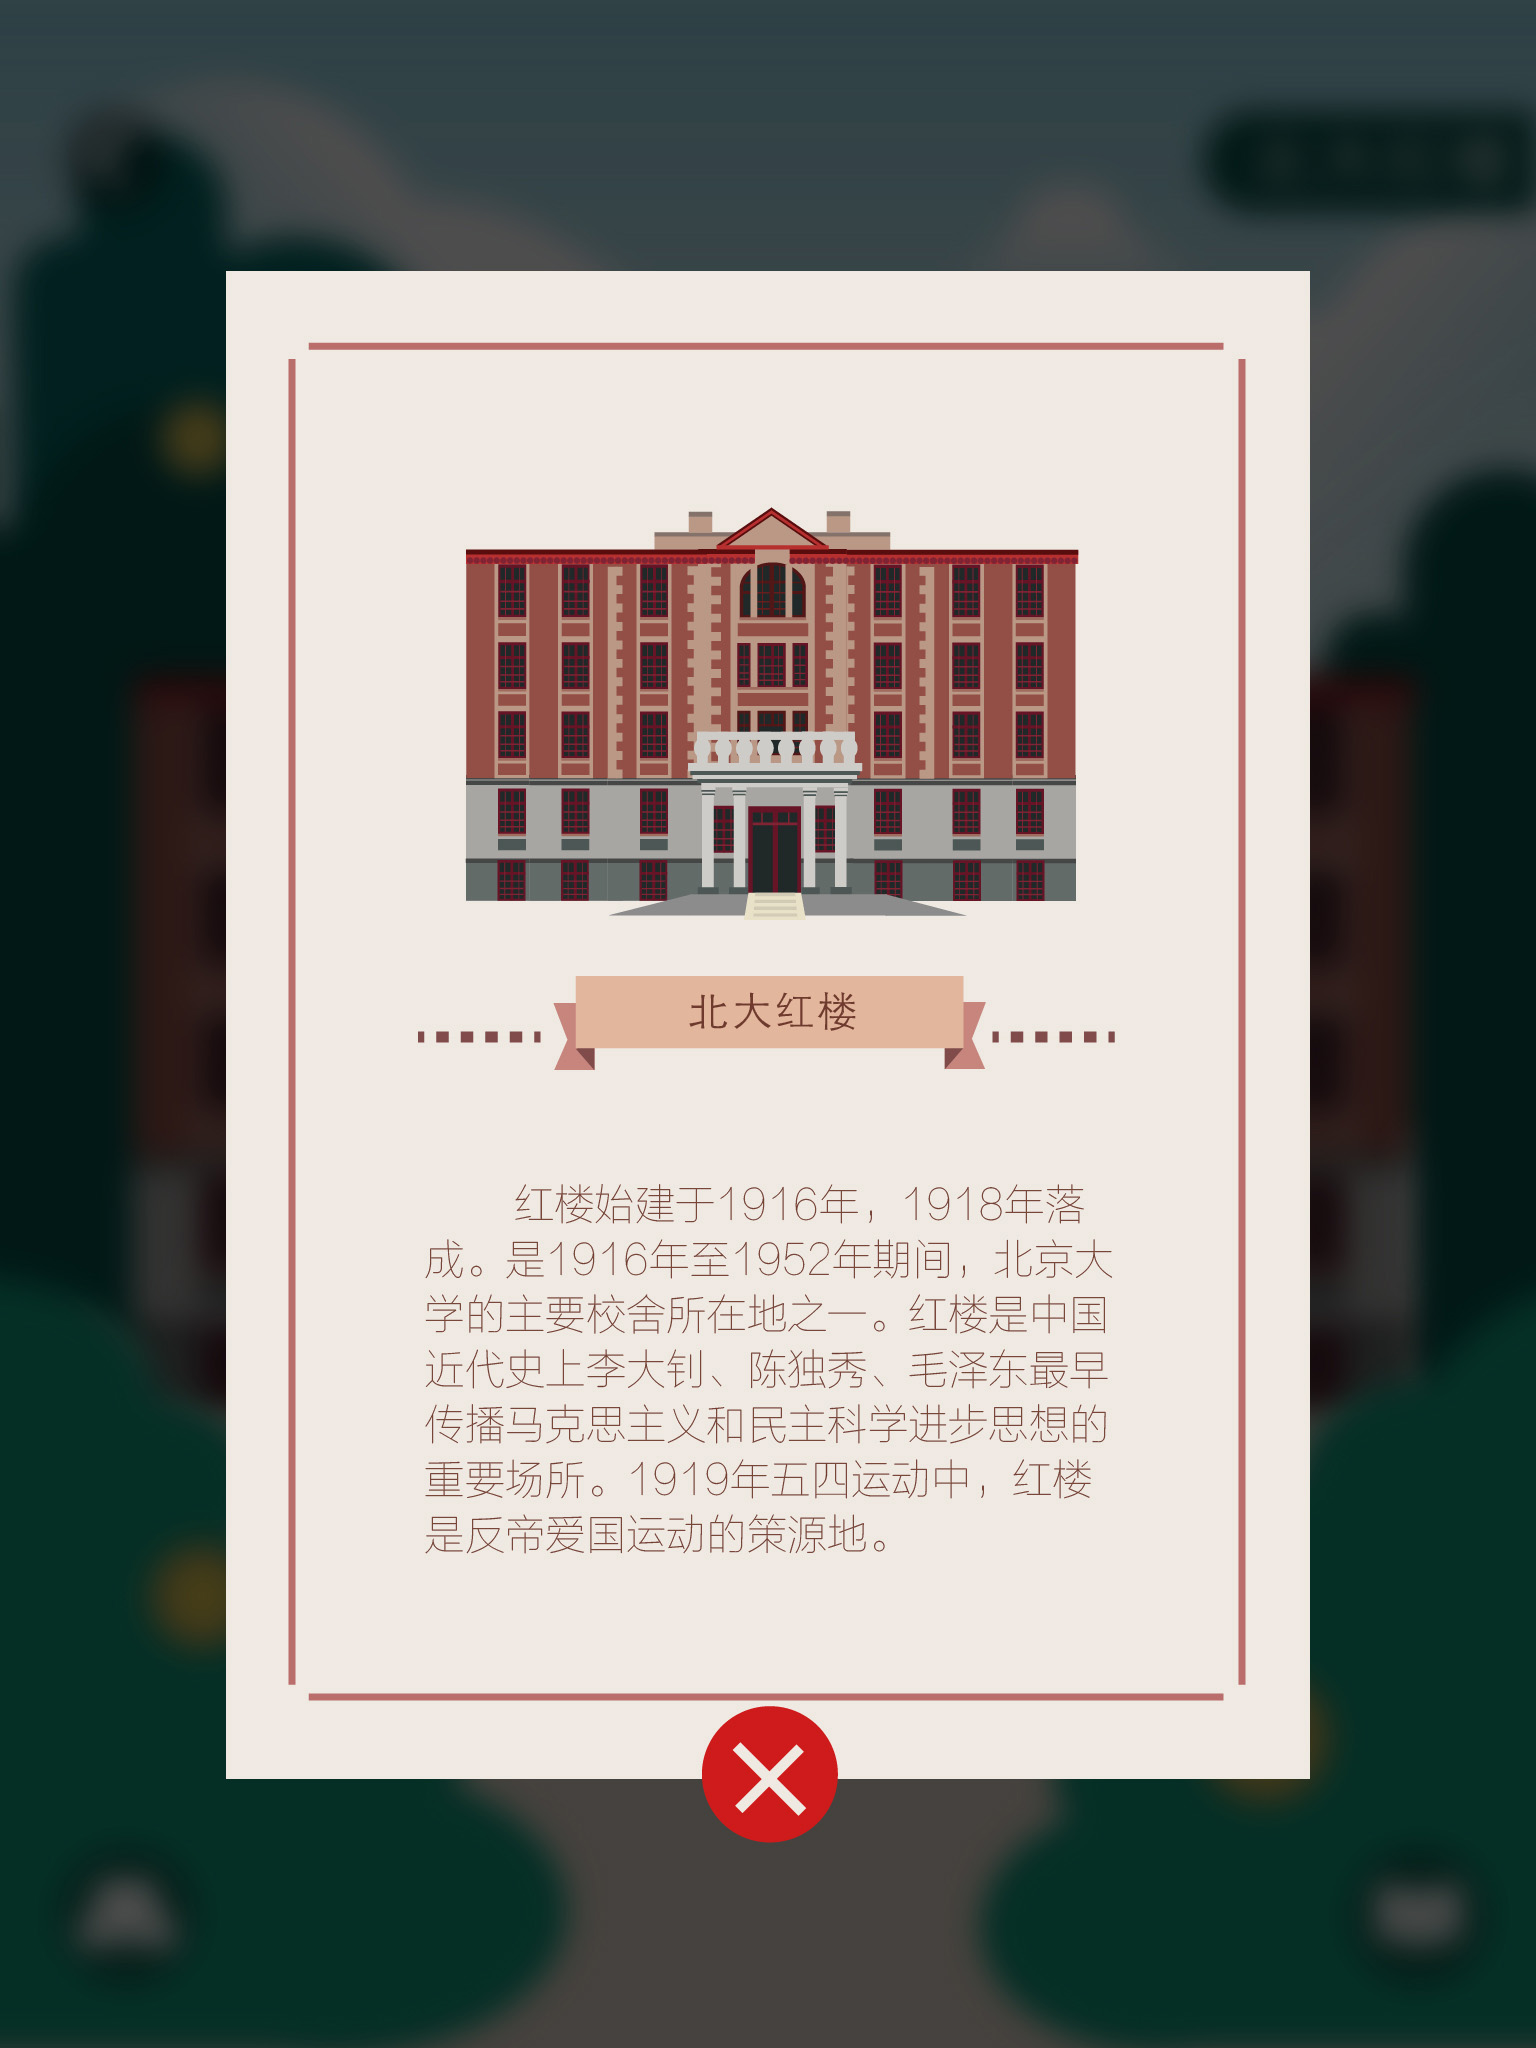 北大红楼
红楼始建于1916年，1918年落
成。是1916年至1952年期间，北京大
学的主要校舍所在地之一。红楼是中国
近代史上李大钊、陈独秀、毛泽东最早
传播马克思主义和民主科学进步思想的
重要场所。1919年五四运动中，红楼
是反帝爱国运动的策源地。